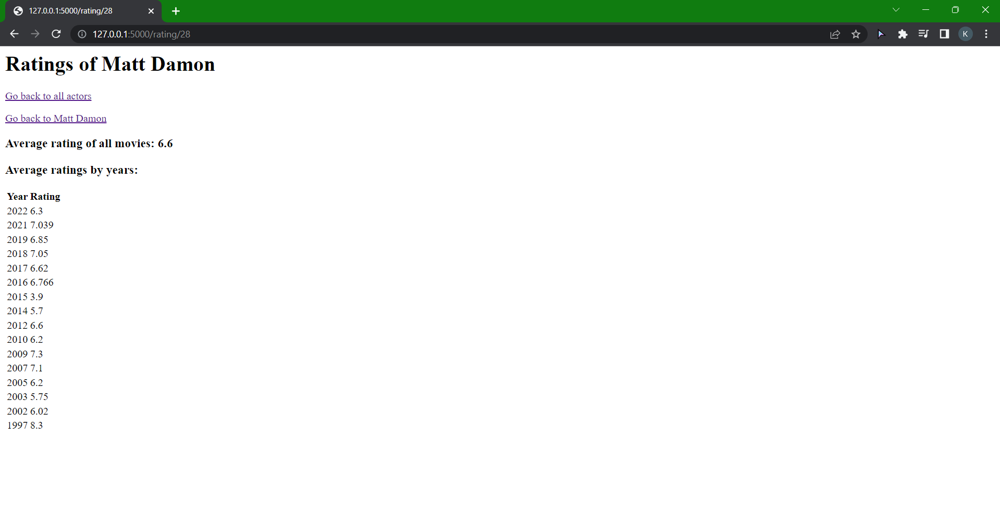 127.0.0.1:5000/rating/28
127.0.0.1:5000/rating/28
K
Ratings of Matt Damon
Go back to all actors
Go back to Matt Damon
Average rating of all movies: 6.6
Average ratings by years:
Year Rating
2022 6.3
2021 7.039
2019 6.85
2018 7.05
2017 6.62
2016 6.766
2015 3.9
2014 5.7
2012 6.6
2010 6.2
2009 7.3
2007 7.1
2005 6.2
2003 5.75
2002 6.02
1997 8.3